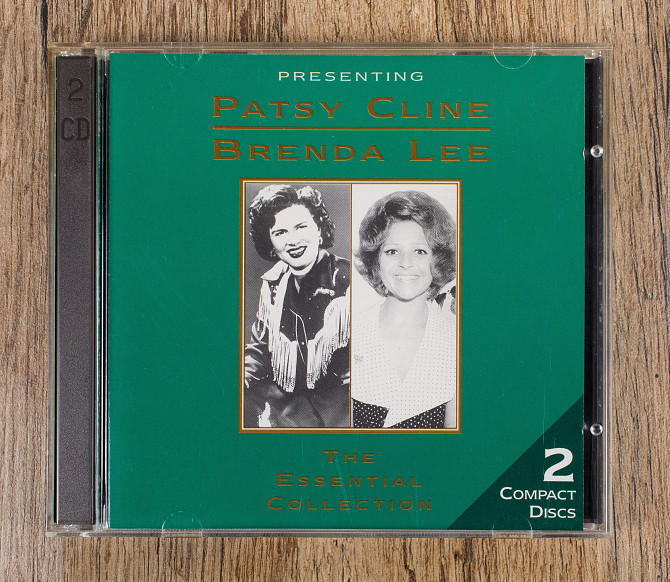 2
CD
PRESENTING
PATSY CLINE
BRENDA LEE
THE
ESSENTIAL
COLLECTION
2
COMPACT
DISCS